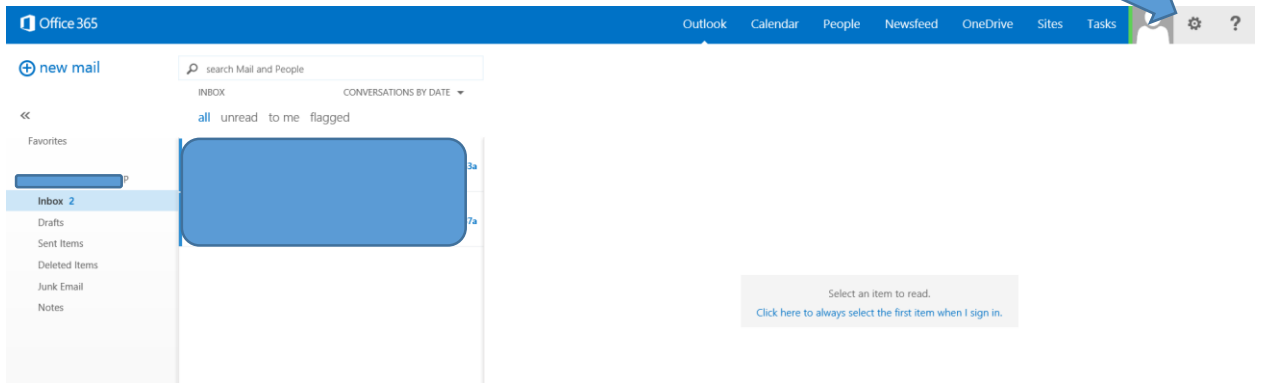 Office 365
Outlook Calendar People Newsfeed OneDrive Sites Tasks ?
new mail
search Mail and People
INBOX CONVERSATIONS BY DATE
« all unread to me flagged
Favorites
3a
P
Inbox 2
Drafts
7a
Sent Items
Deleted Items
Junk Email
Notes
Select an item to read.
Click here to always select the first item when I sign in.